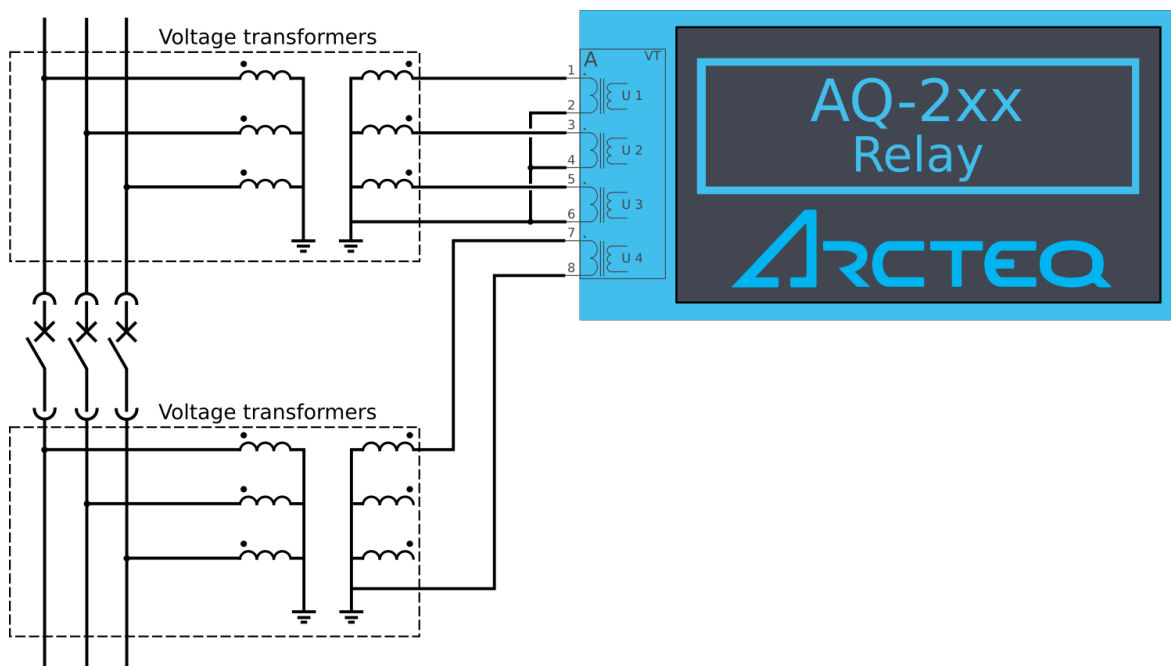 Voltage transformers
A VT
1
2
U 1
3
4
U 2
5
6
U 3
7
8
U 4
AQ-2xx
Relay
ARCTEQ
Voltage transformers